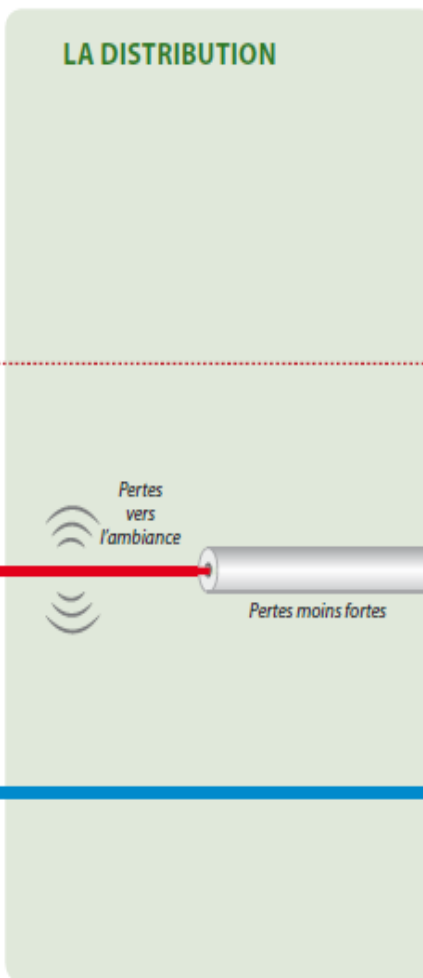 LA DISTRIBUTION
Pertes
vers
l'ambiance
Pertes moins fortes